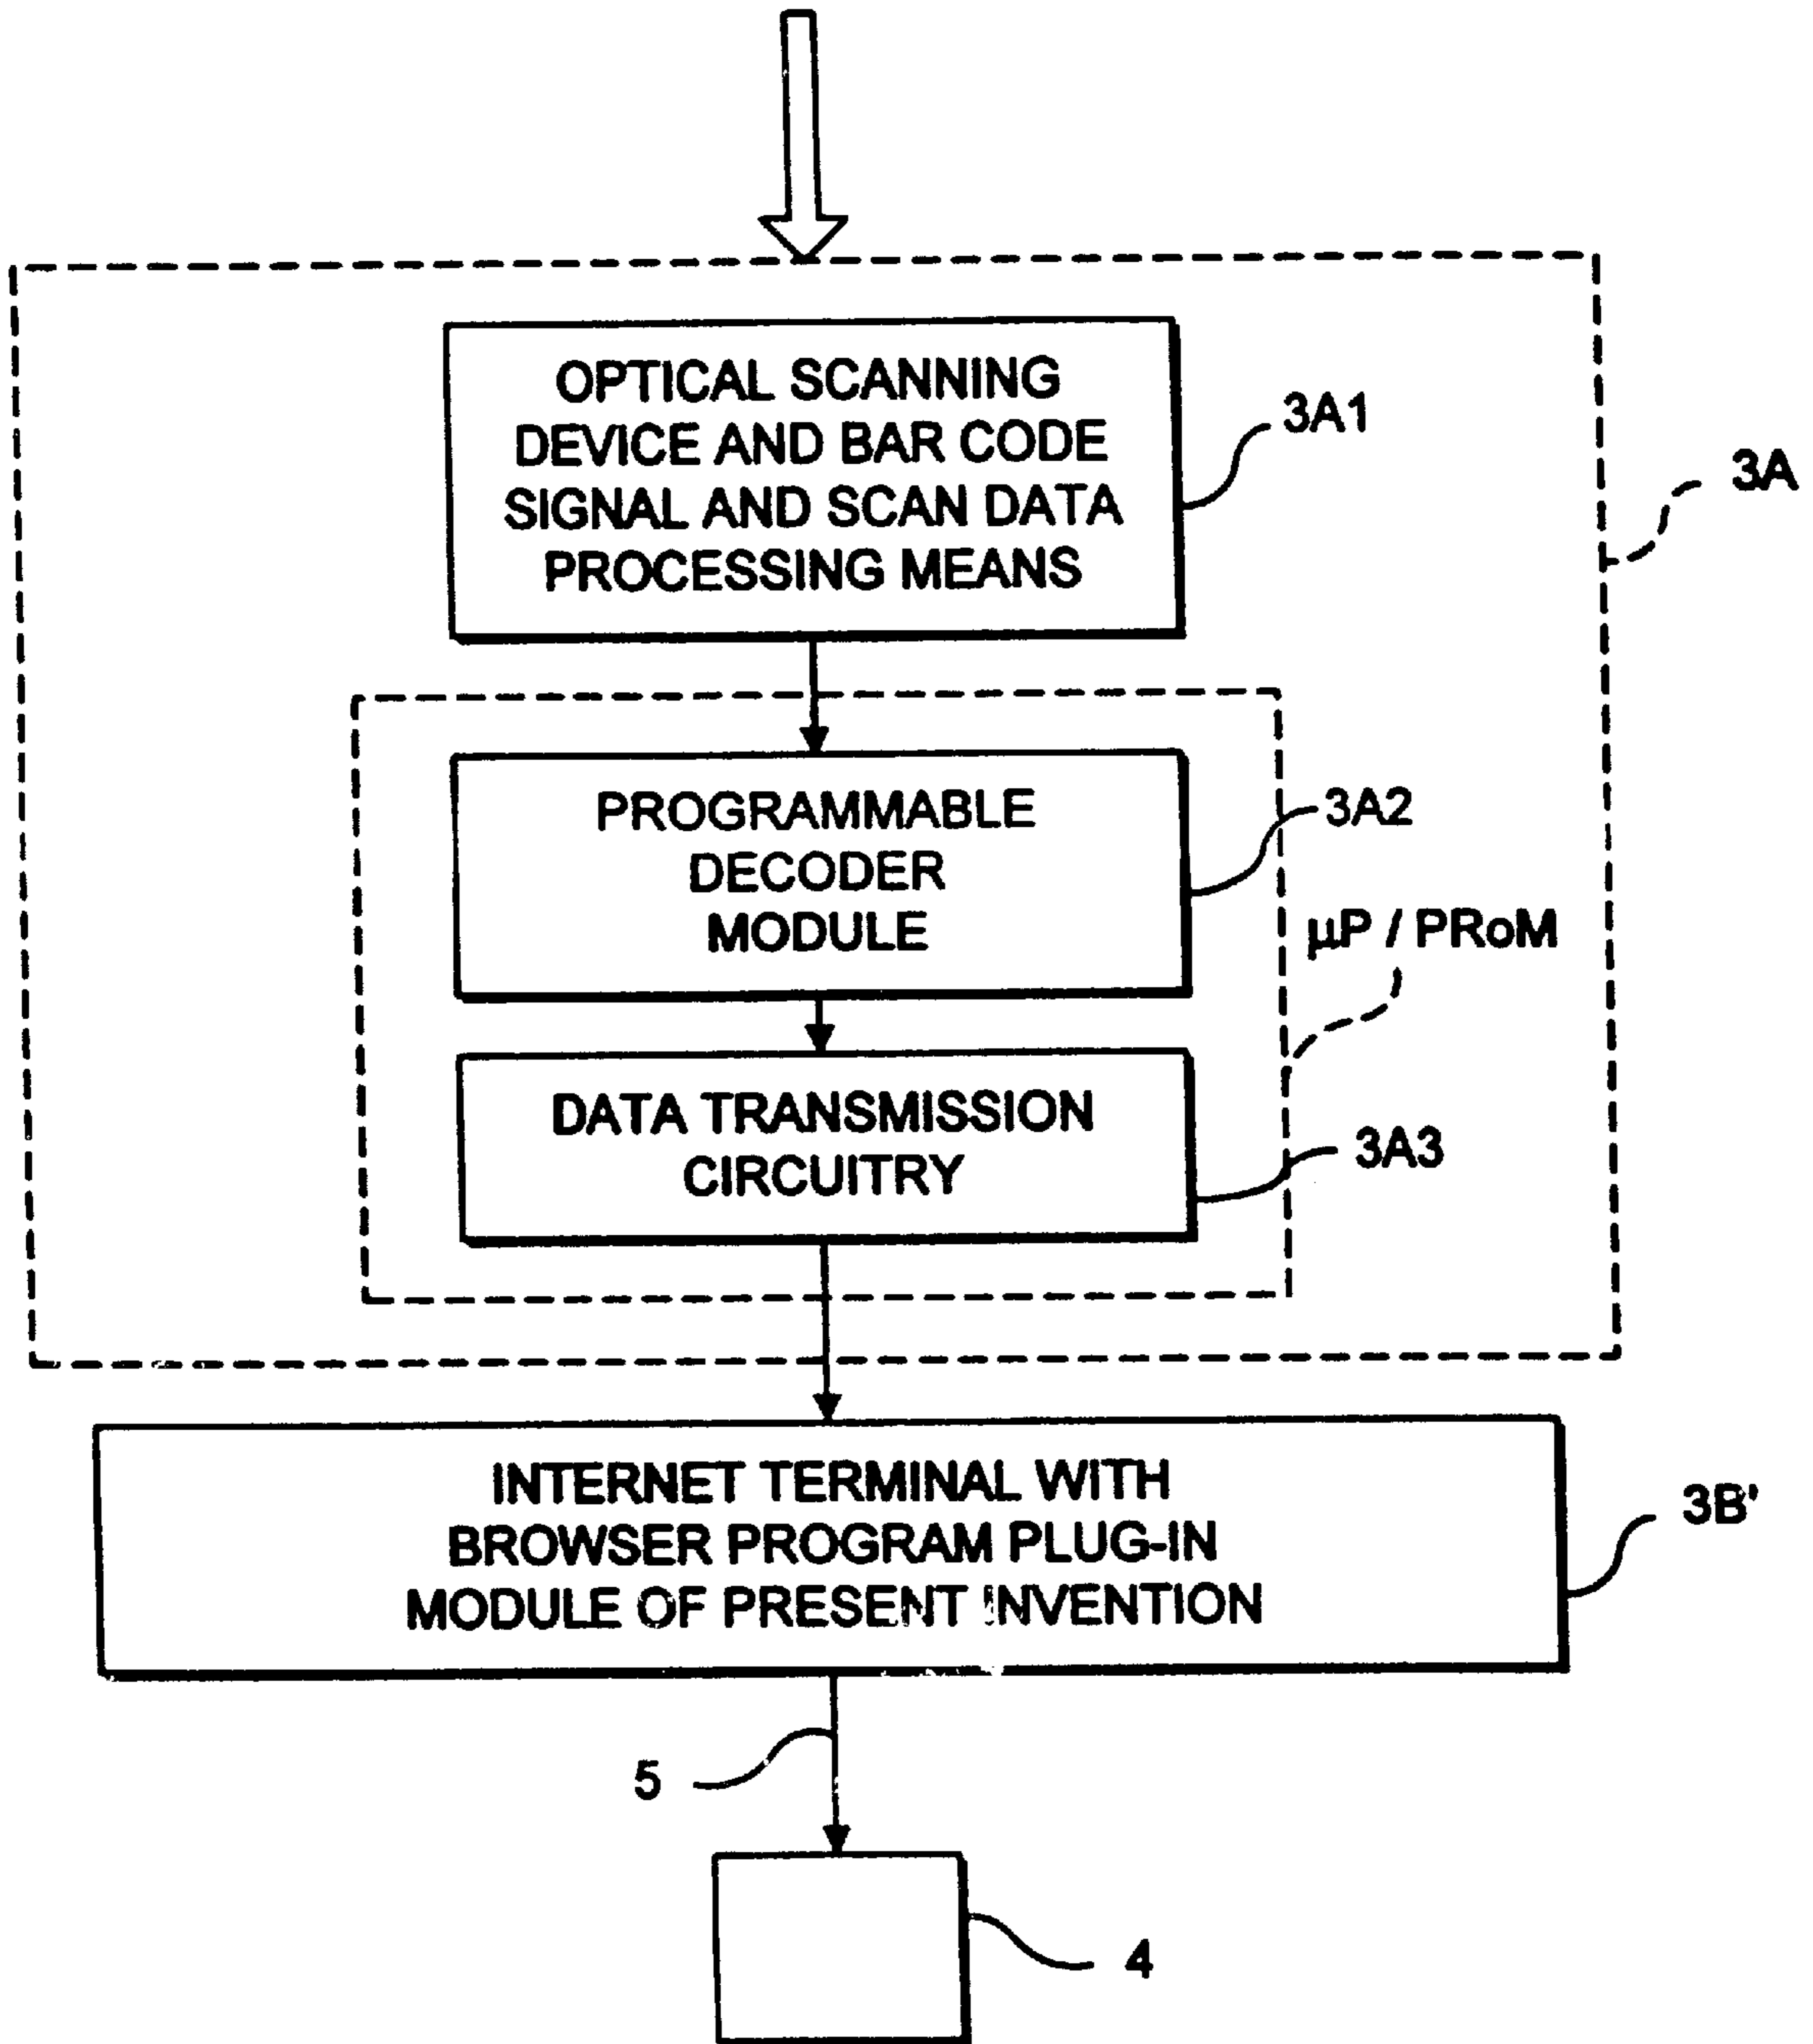 OPTICAL SCANNING
DEVICE AND BAR CODE
SIGNAL AND SCAN DATA
PROCESSING MEANS
3A1
3A
PROGRAMMABLE
DECODER
MODULE
3A2
µP / PRoM
DATA TRANSMISSION
CIRCUITRY
3A3
INTERNET TERMINAL WITH
BROWSER PROGRAM PLUG-IN
MODULE OF PRESENT INVENTION
3B'
5
4